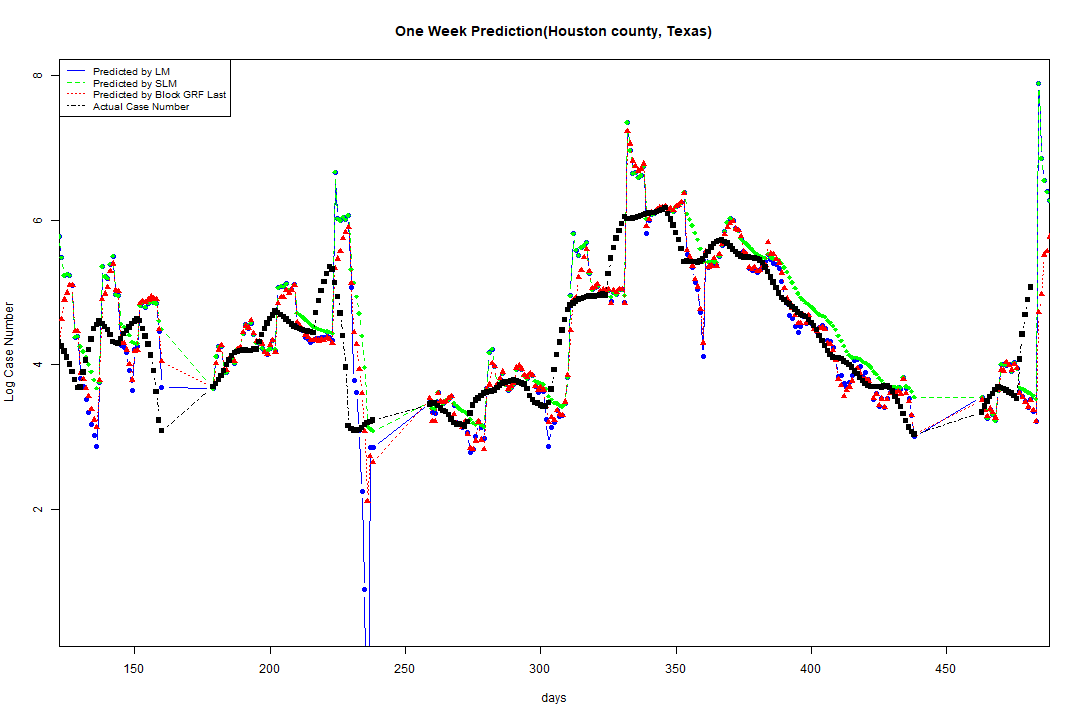 One Week Prediction(Houston county, Texas)
Predicted by LM
Predicted by SLM
Predicted by Block GRF Last
Actual Case Number
8
6
4
2
Log Case Number
150 200 250 300 350 400 450
days